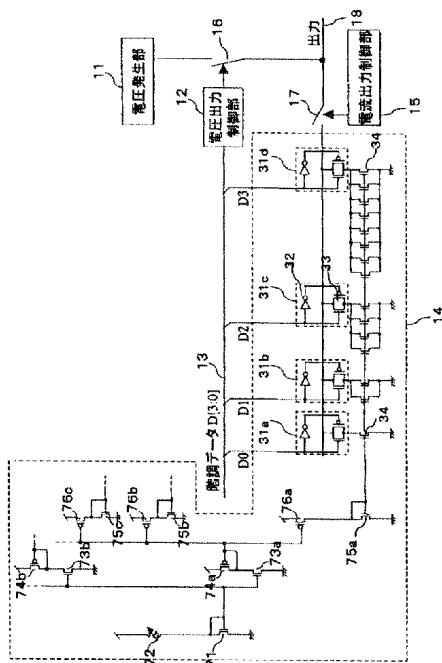 11
電圧発生部
16
12
電圧出力
制御部
出力
18
17
電流出力制御部
15
13
階調データD[3:0]
D0
D1
D2
D3
31a
31b
31c
31d
32
33
34
34
14
74b
73b
76c
75c
76b
75b
74a
73a
76a
75a
72